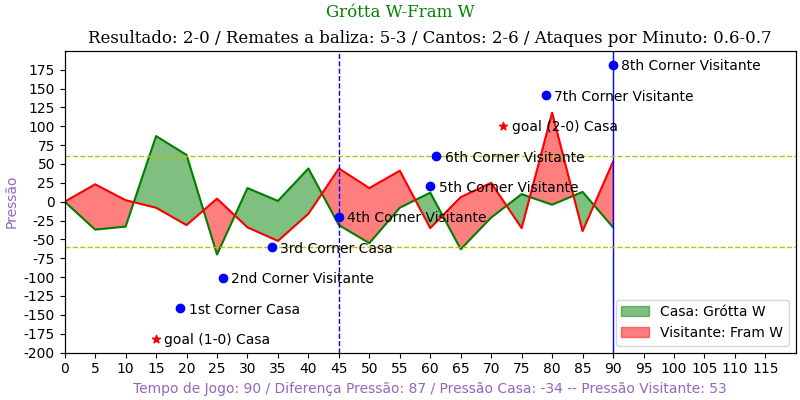 Grótta W-Fram W
Resultado: 2-0 / Remates a baliza: 5-3 / Cantos: 2-6 / Ataques por Minuto: 0.6-0.7
175
150
125
100
75
50
25
0
-25
-50
-75
-100
-125
-150
-175
-200
Pressão
8th Corner Visitante
7th Corner Visitante
goal (2-0) Casa
6th Corner Visitante
5th Corner Visitante
4th Corner Visitante
3rd Corner Casa
2nd Corner Visitante
1st Corner Casa
goal (1-0) Casa
Casa: Grótta W
Visitante: Fram W
0 5 10 15 20 25 30 35 40 45 50 55 60 65 70 75 80 85 90 95 100 105 110 115
Tempo de Jogo: 90 / Diferença Pressão: 87 / Pressão Casa: -34 -- Pressão Visitante: 53